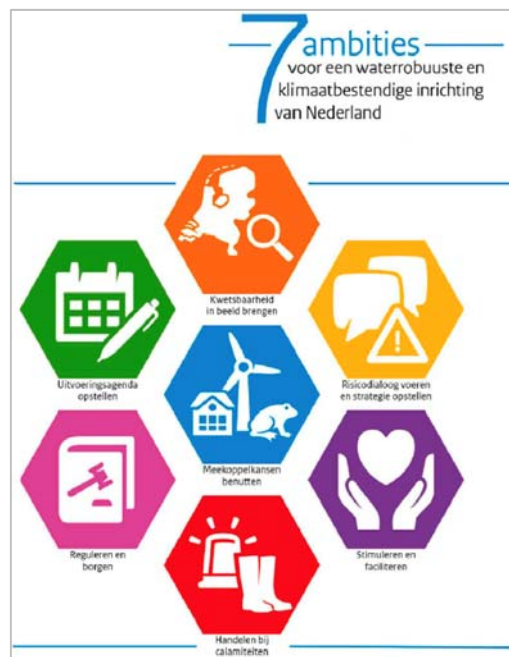 7 ambities
voor een waterrobuuste en
klimaatbestendige inrichting
van Nederland
Kwetsbaarheid
in beeld brengen
Uitvoeringsagenda
opstellen
Risicodialoog voeren
en strategie opstellen
Meekoppelkansen
benutten
Reguleren en
borgen
Stimuleren en
faciliteren
Handelen bij
calamiteiten